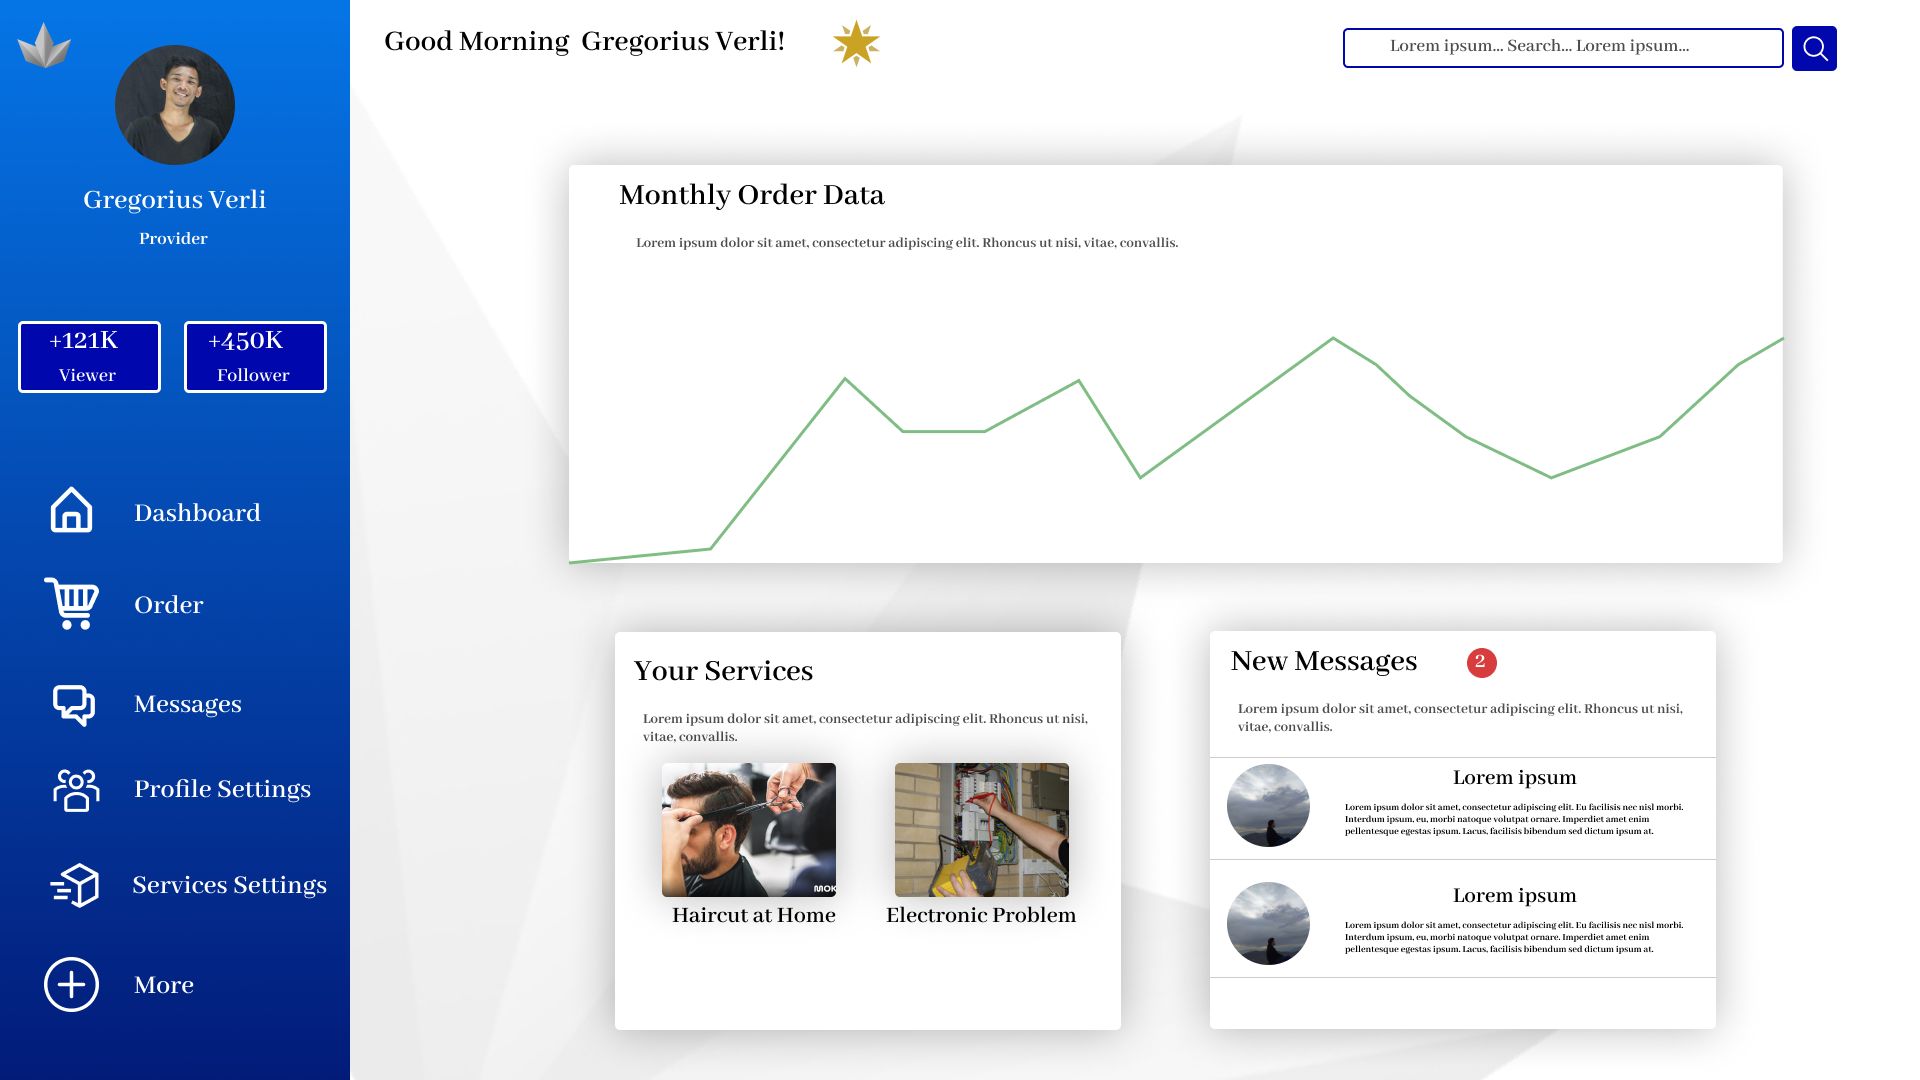 Good Morning  Gregorius Verli!
Lorem ipsum... Search... Lorem ipsum...
Gregorius Verli
Provider
+121K
Viewer
+450K
Follower
Dashboard
Order
Messages
Profile Settings
Services Settings
More
Monthly Order Data
Lorem ipsum dolor sit amet, consectetur adipiscing elit. Rhoncus ut nisi, vitae, convallis.
Your Services
Lorem ipsum dolor sit amet, consectetur adipiscing elit. Rhoncus ut nisi,
vitae, convallis.
MOK
Haircut at Home
Electronic Problem
New Messages
2
Lorem ipsum dolor sit amet, consectetur adipiscing elit. Rhoncus ut nisi,
vitae, convallis.
Lorem ipsum
Lorem ipsum dolor sit amet, consectetur adipiscing elit. Eu facilisis nec nisl morbi.
Interdum ipsum, eu, morbi natoque volutpat ornare. Imperdiet amet enim
pellentesque egestas ipsum. Lacus, facilisis bibendum sed dictum ipsum at.
Lorem ipsum
Lorem ipsum dolor sit amet, consectetur adipiscing elit. Eu facilisis nec nisl morbi.
Interdum ipsum, eu, morbi natoque volutpat ornare. Imperdiet amet enim
pellentesque egestas ipsum. Lacus, facilisis bibendum sed dictum ipsum at.